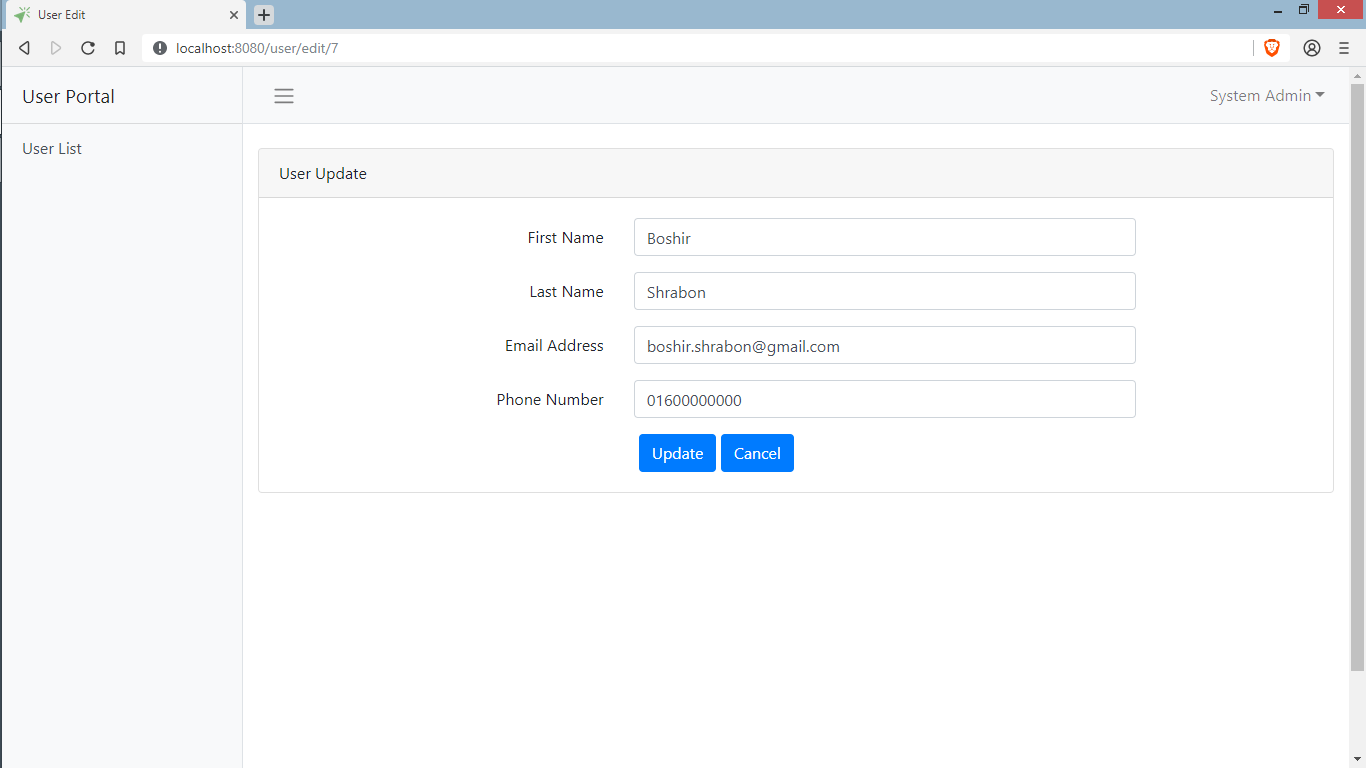 User Edit
localhost:8080/user/edit/7
User Portal
System Admin
User List
User Update
First Name
Boshir
Last Name
Shrabon
Email Address
boshir.shrabon@gmail.com
Phone Number
01600000000
Update
Cancel